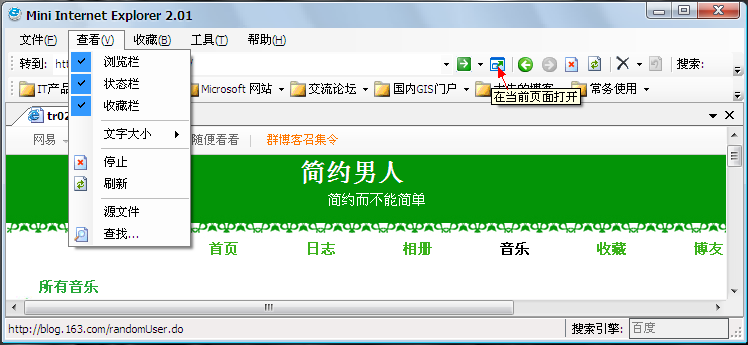 Mini Internet Explorer 2.01
文件(F) 查看(V) 收藏(B) 工具(T) 帮助(H)
转到: ht 搜索:
浏览栏
状态栏
收藏栏
文字大小
停止
刷新
源文件
查找...
在当前页面打开
IT产品 Microsoft 网站 交流论坛 国内GIS门户 常务使用
tr02
网易 随便看看 群博客召集令
简约男人
简约而不能简单
首页 日志 相册 音乐 收藏 博友
所有音乐
http://blog.163.com/randomUser.do 搜索引擎: 百度